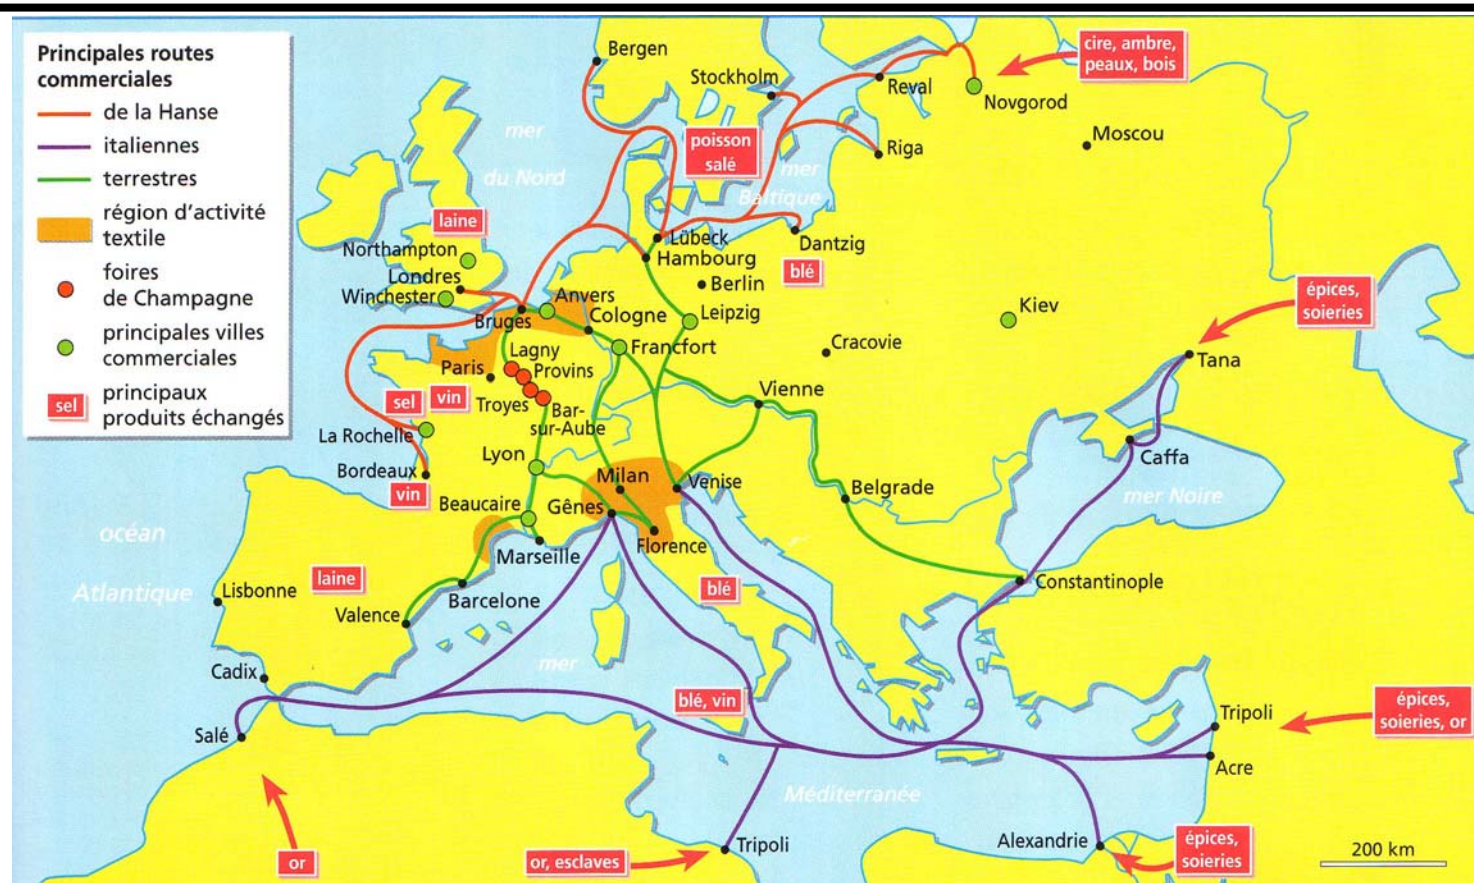 Principales routes
commerciales
de la Hanse
italiennes
terrestres
région d'activité
textile
foires
de Champagne
principales villes
commerciales
sel
principaux
produits échangés
Bergen
Stockholm
Reval
Novgorod
cire, ambre,
peaux, bois
Moscou
Riga
mer
du Nord
poisson
salé
mer
Baltique
laine
Northampton
Londres
Winchester
Lübeck
Hambourg
Dantzig
blé
Berlin
Anvers
Bruges
Cologne
Leipzig
Kiev
épices,
soieries
Tana
Lagny
Provins
Paris
Troyes
Bar-
sur-Aube
Francfort
Cracovie
Vienne
sel
vin
La Rochelle
Bordeaux
vin
Lyon
Milan
Venise
Belgrade
Caffa
mer Noire
Beaucaire
Gênes
Florence
Marseille
océan
Atlantique
Lisbonne
laine
Valence
Barcelone
blé
Constantinople
Cadix
mer
Méditerranée
Salé
blé, vin
Tripoli
épices,
soieries, or
Acre
or
or, esclaves
Tripoli
Alexandrie
épices,
soieries
200 km